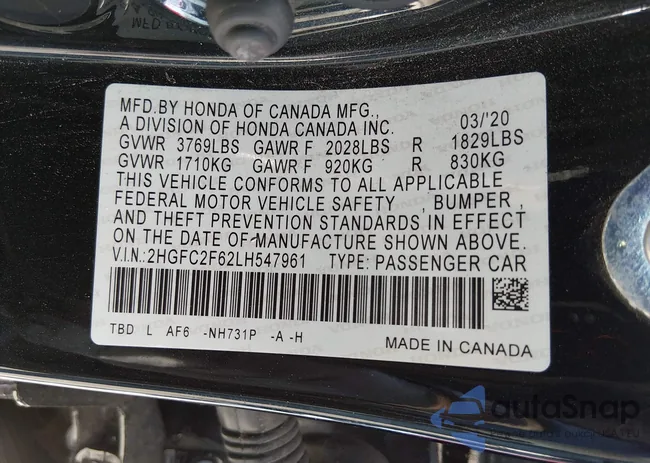 MFD.BY HONDA OF CANADA MFG.,
A DIVISION OF HONDA CANADA INC. 03/'20
GVWR 3769LBS GAWR F 2028LBS R 1829LBS
GVWR 1710KG GAWR F 920KG R 830KG
THIS VEHICLE CONFORMS TO ALL APPLICABLE
FEDERAL MOTOR VEHICLE SAFETY , BUMPER ,
AND THEFT PREVENTION STANDARDS IN EFFECT
ON THE DATE OF MANUFACTURE SHOWN ABOVE.
V.I.N.: 2HGFC2F62LH547961 TYPE: PASSENGER CAR
TBD L AF6 -NH731P -A -H
MADE IN CANADA
autoSnap